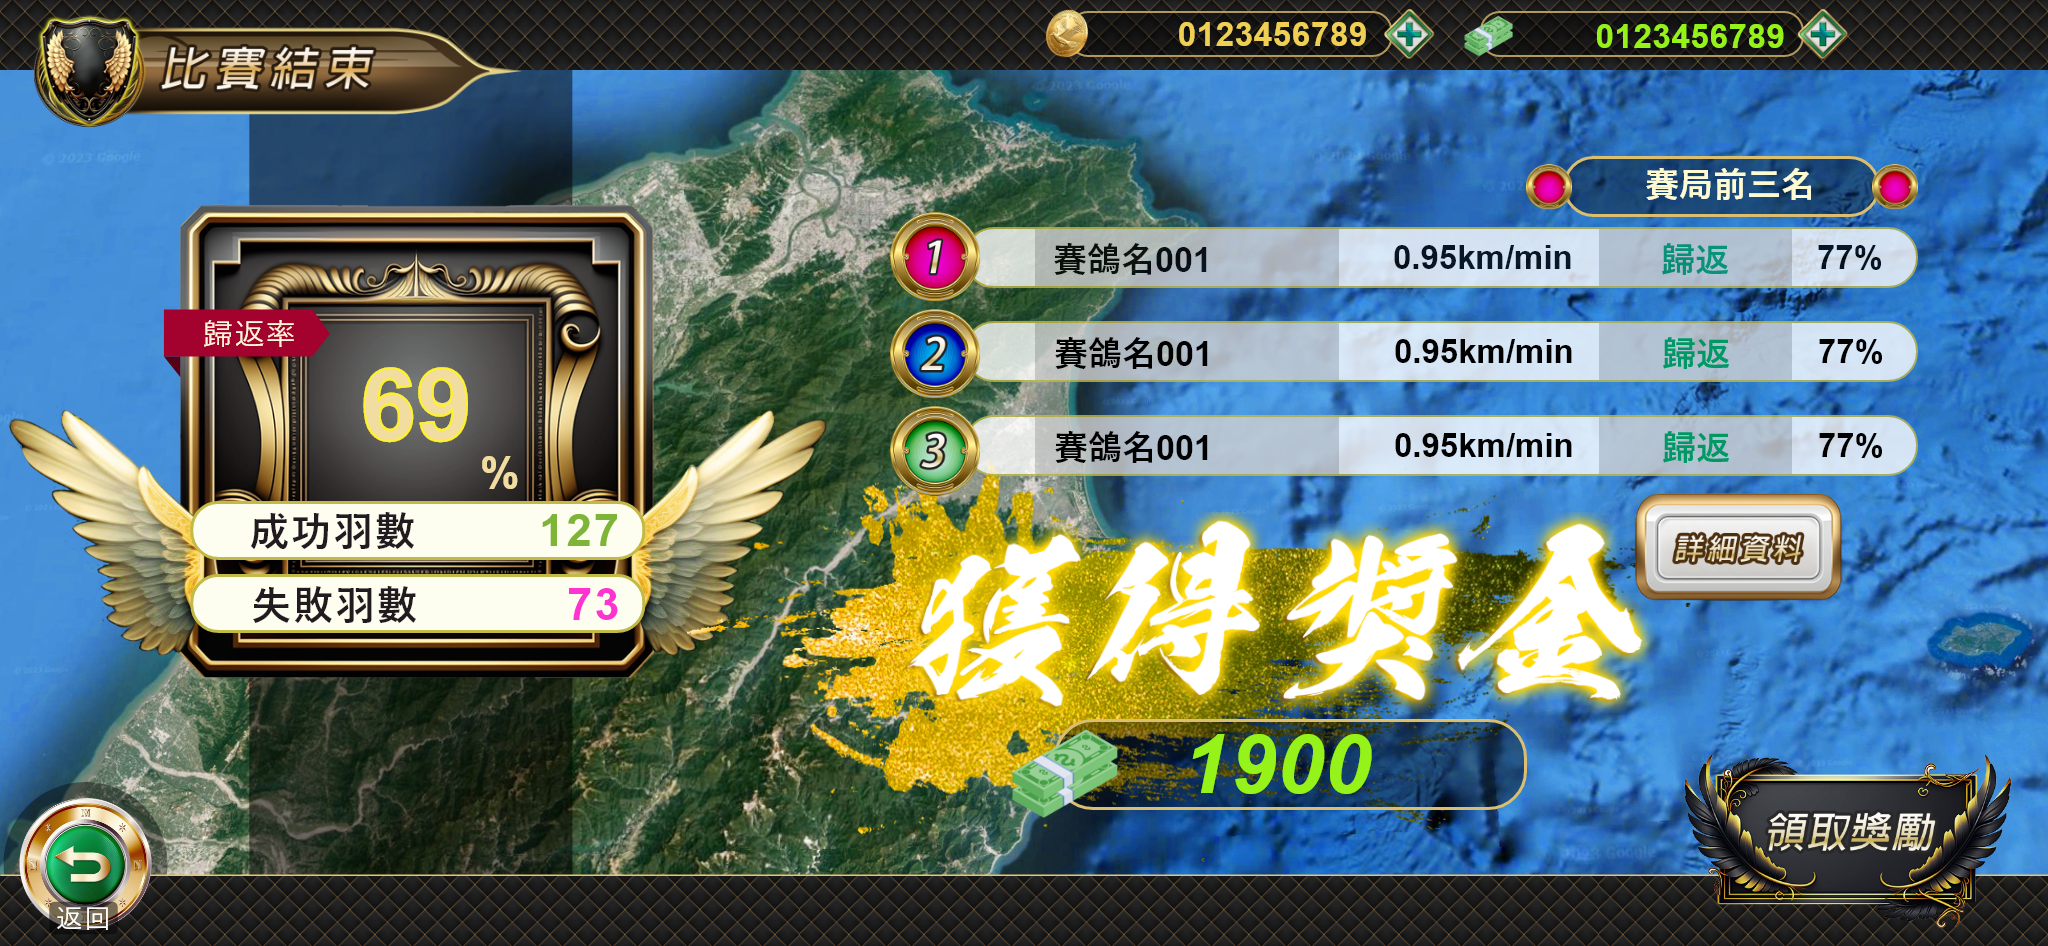 比賽結束
0123456789
0123456789
© 2023 Google
賽局前三名
1 賽鴿名001 0.95km/min 歸返 77%
2 賽鴿名001 0.95km/min 歸返 77%
3 賽鴿名001 0.95km/min 歸返 77%
歸返率
69
%
成功羽數 127
失敗羽數 73
詳細資料
獲得獎金
1900
領取獎勵
返回